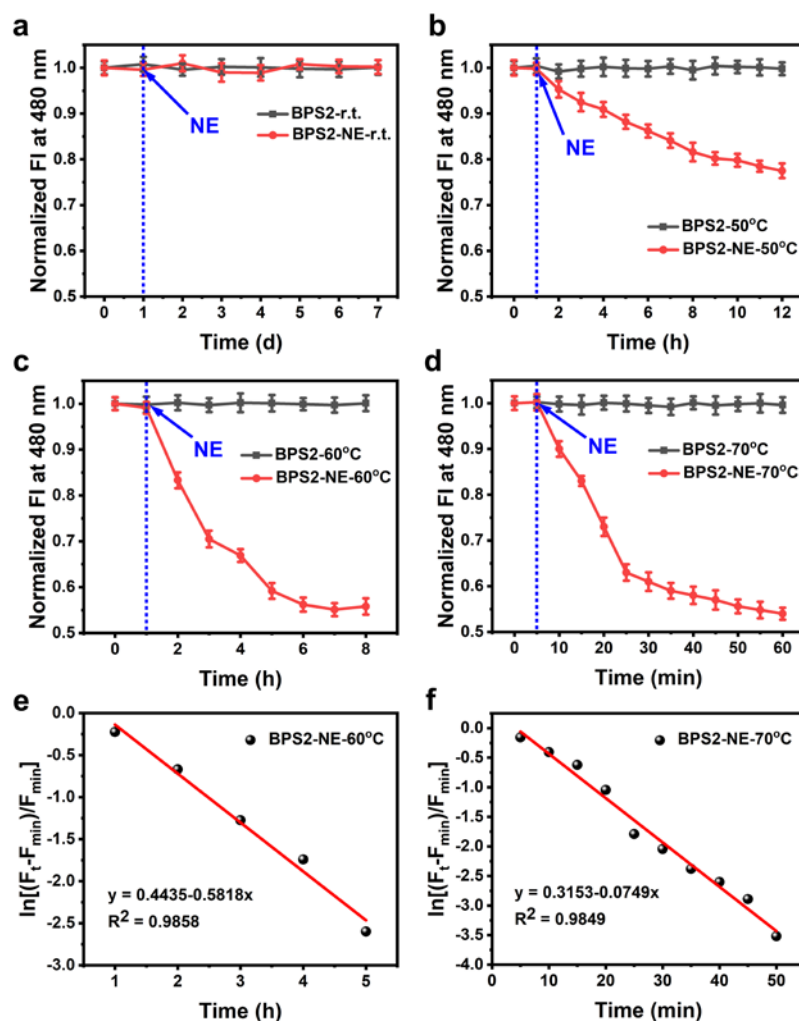 a
Normalized FI at 480 nm
1.0
0.9
0.8
0.7
0.6
0.5
BPS2-r.t.
BPS2-NE-r.t.
NE
0 1 2 3 4 5 6 7
Time (d)
b
Normalized FI at 480 nm
1.0
0.9
0.8
0.7
0.6
0.5
NE
BPS2-50°C
BPS2-NE-50°C
0 2 4 6 8 10 12
Time (h)
c
Normalized FI at 480 nm
1.0
0.9
0.8
0.7
0.6
0.5
NE
BPS2-60°C
BPS2-NE-60°C
0 2 4 6 8
Time (h)
d
Normalized FI at 480 nm
1.0
0.9
0.8
0.7
0.6
0.5
NE
BPS2-70°C
BPS2-NE-70°C
0 10 20 30 40 50 60
Time (min)
e
ln[(Ft-Fmin)/Fmin]
0.0
-0.5
-1.0
-1.5
-2.0
-2.5
-3.0
BPS2-NE-60°C
y = 0.4435-0.5818x
R² = 0.9858
1 2 3 4 5
Time (h)
f
ln[(Ft-Fmin)/Fmin]
0.0
-0.5
-1.0
-1.5
-2.0
-2.5
-3.0
-3.5
-4.0
BPS2-NE-70°C
y = 0.3153-0.0749x
R² = 0.9849
0 10 20 30 40 50
Time (min)